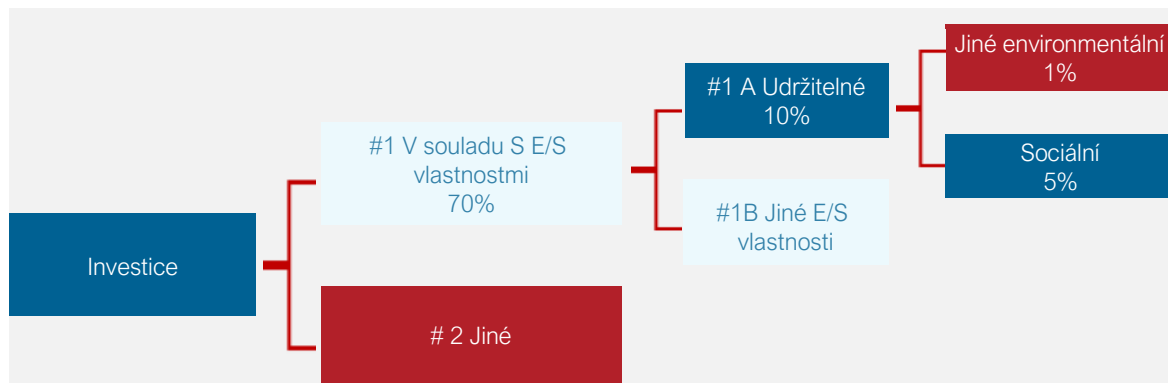 Investice
#1 V souladu S E/S
vlastnostmi
70%
# 2 Jiné
#1 A Udržitelné
10%
#1B Jiné E/S
vlastnosti
Jiné environmentální
1%
Sociální
5%